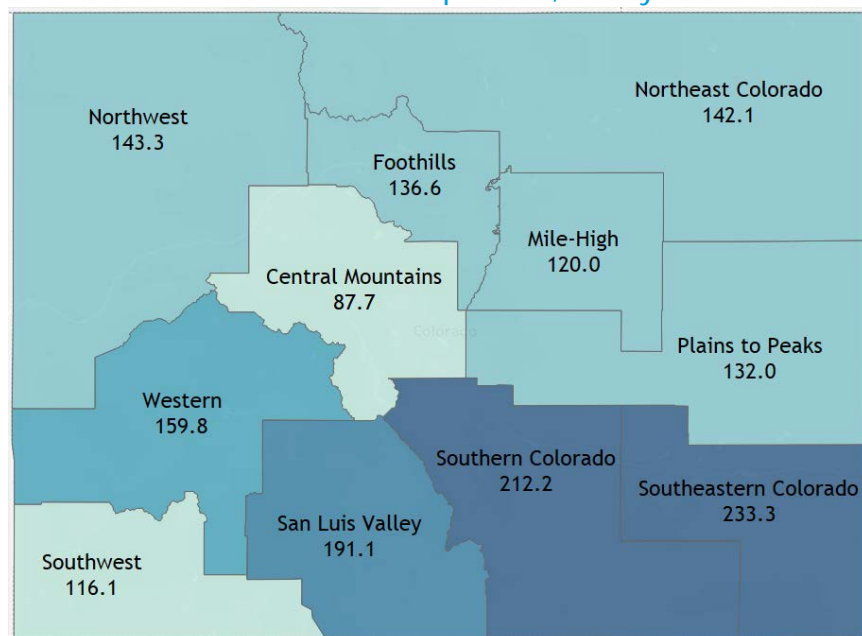 Northeast Colorado
142.1
Northwest
143.3
Foothills
136.6
Mile-High
120.0
Central Mountains
87.7
Colorado
Plains to Peaks
132.0
Western
159.8
Southern Colorado
212.2
Southeastern Colorado
233.3
San Luis Valley
191.1
Southwest
116.1